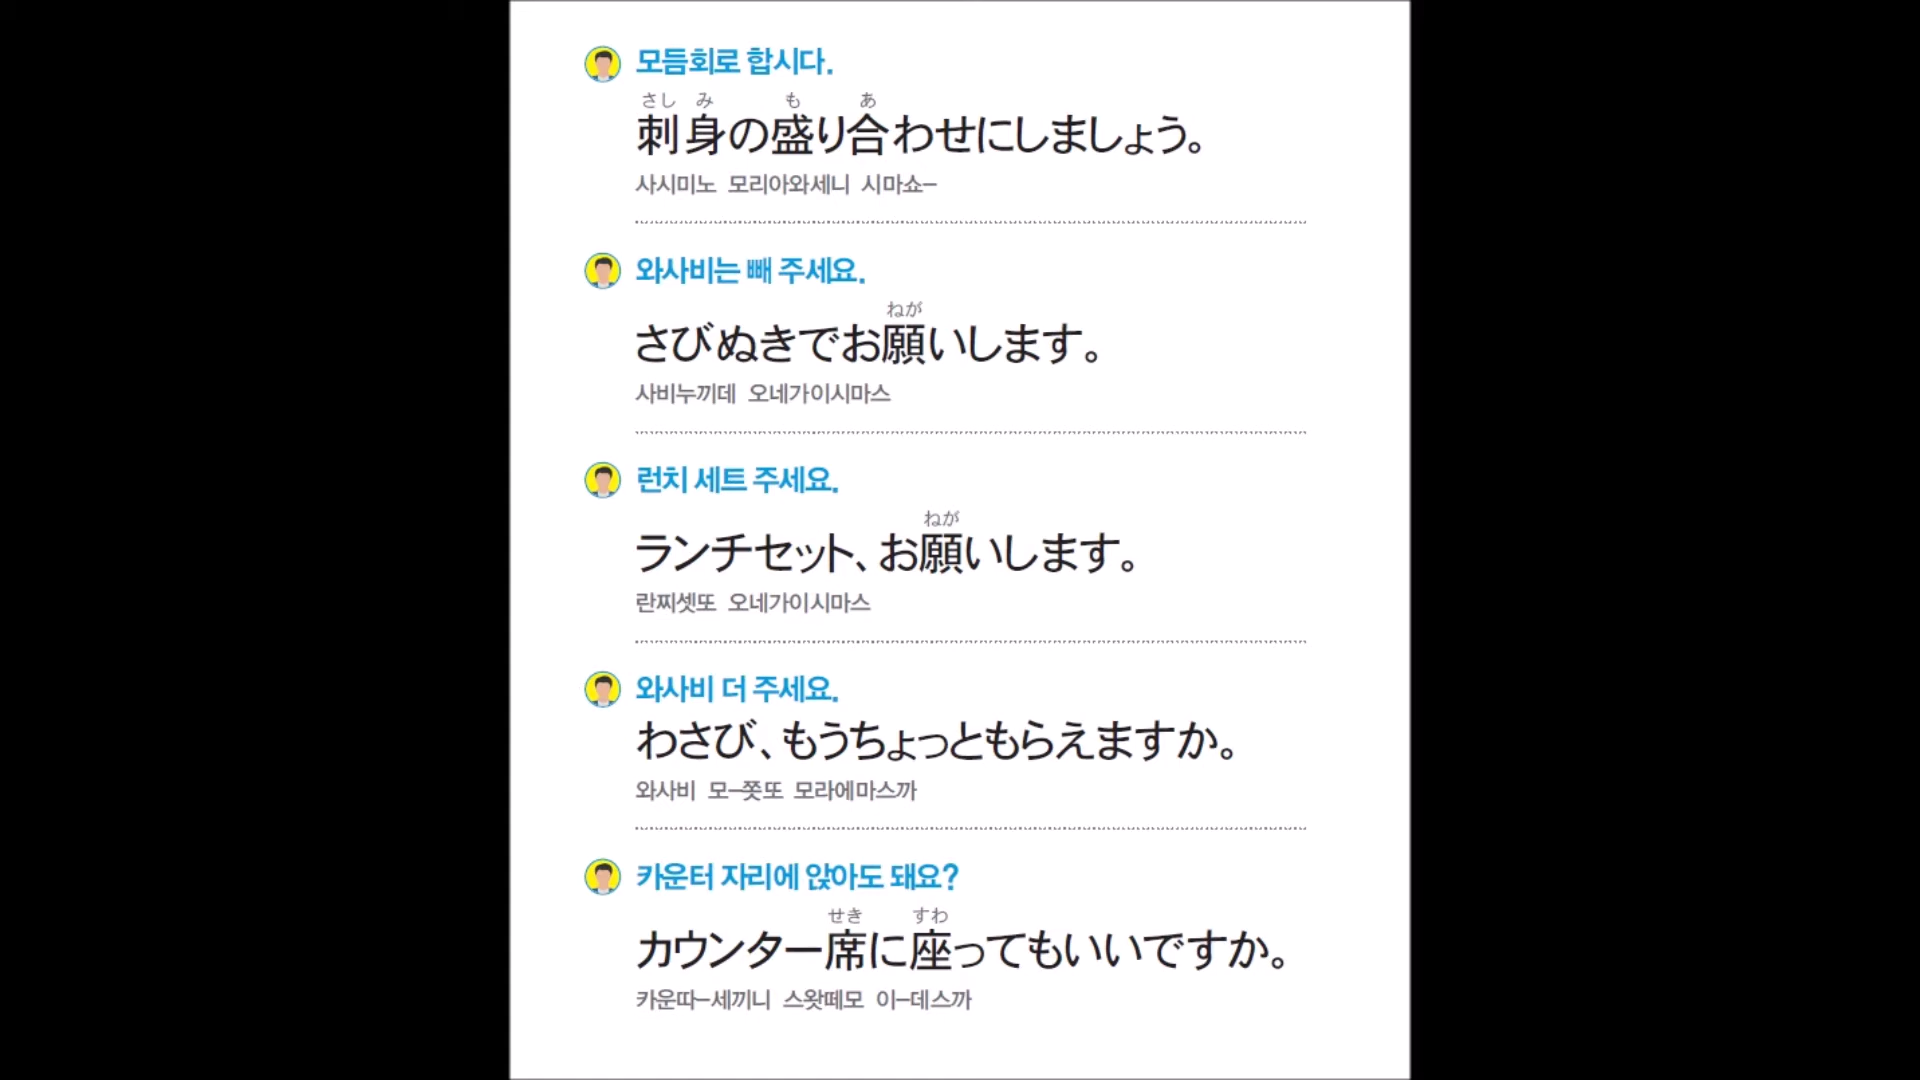 모듬회로 합시다.
さし み も あ
刺身の盛り合わせにしましょう。
사시미노 모리아와세니 시마쇼-
와사비는 빼 주세요.
ねが
さびぬきでお願いします。
사비누끼데 오네가이시마스
런치 세트 주세요.
ねが
ランチセット、お願いします。
란찌셋또 오네가이시마스
와사비 더 주세요.
わさび、もうちょっともらえますか。
와사비 모-쫏또 모라에마스까
카운터 자리에 앉아도 돼요?
せき すわ
カウンター席に座ってもいいですか。
카운따-세끼니 스왓떼모 이-데스까